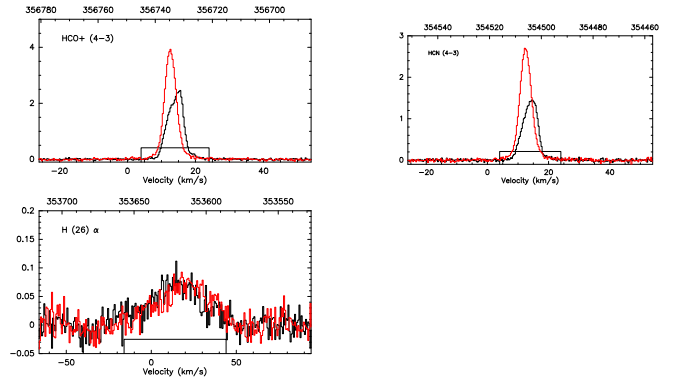 356780 356760 356740 356720 356700
HCO+ (4−3)
4
2
0
−20 0 20 40
Velocity (km/s)
354540 354520 354500 354480 354460
HCN (4−3)
3
2
1
0
−20 0 20 40
Velocity (km/s)
353700 353650 353600 353550
H (26) α
0.2
0.15
0.1
0.05
0
−0.05
−50 0 50
Velocity (km/s)